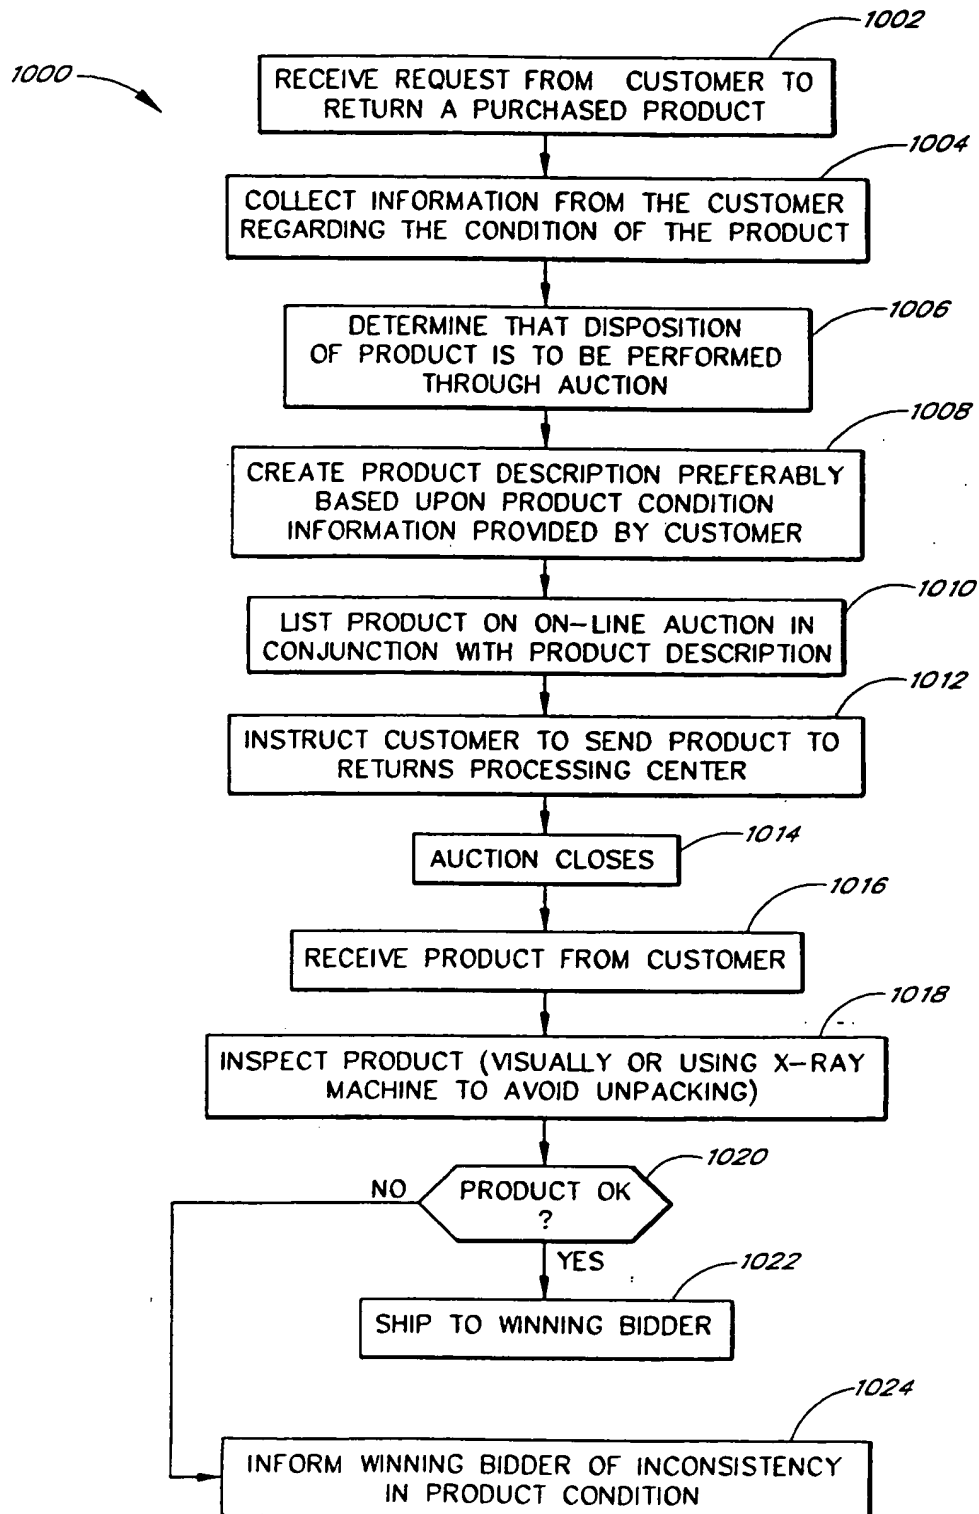 1002
1000
RECEIVE REQUEST FROM CUSTOMER TO
RETURN A PURCHASED PRODUCT
1004
COLLECT INFORMATION FROM THE CUSTOMER
REGARDING THE CONDITION OF THE PRODUCT
1006
DETERMINE THAT DISPOSITION
OF PRODUCT IS TO BE PERFORMED
THROUGH AUCTION
1008
CREATE PRODUCT DESCRIPTION PREFERABLY
BASED UPON PRODUCT CONDITION
INFORMATION PROVIDED BY CUSTOMER
1010
LIST PRODUCT ON ON-LINE AUCTION IN
CONJUNCTION WITH PRODUCT DESCRIPTION
1012
INSTRUCT CUSTOMER TO SEND PRODUCT TO
RETURNS PROCESSING CENTER
1014
AUCTION CLOSES
1016
RECEIVE PRODUCT FROM CUSTOMER
1018
INSPECT PRODUCT (VISUALLY OR USING X-RAY
MACHINE TO AVOID UNPACKING)
1020
NO
PRODUCT OK
?
YES
1022
SHIP TO WINNING BIDDER
1024
INFORM WINNING BIDDER OF INCONSISTENCY
IN PRODUCT CONDITION